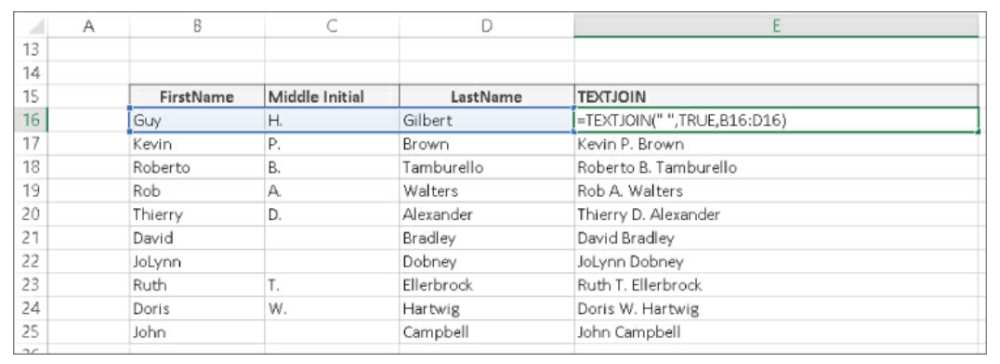 A B C D E
13
14
15 FirstName Middle Initial LastName TEXTJOIN
16 Guy H. Gilbert =TEXTJOIN(" ",TRUE,B16:D16)
17 Kevin P. Brown Kevin P. Brown
18 Roberto B. Tamburello Roberto B. Tamburello
19 Rob A. Walters Rob A. Walters
20 Thierry D. Alexander Thierry D. Alexander
21 David Bradley David Bradley
22 JoLynn Dobney JoLynn Dobney
23 Ruth T. Ellerbrock Ruth T. Ellerbrock
24 Doris W. Hartwig Doris W. Hartwig
25 John Campbell John Campbell